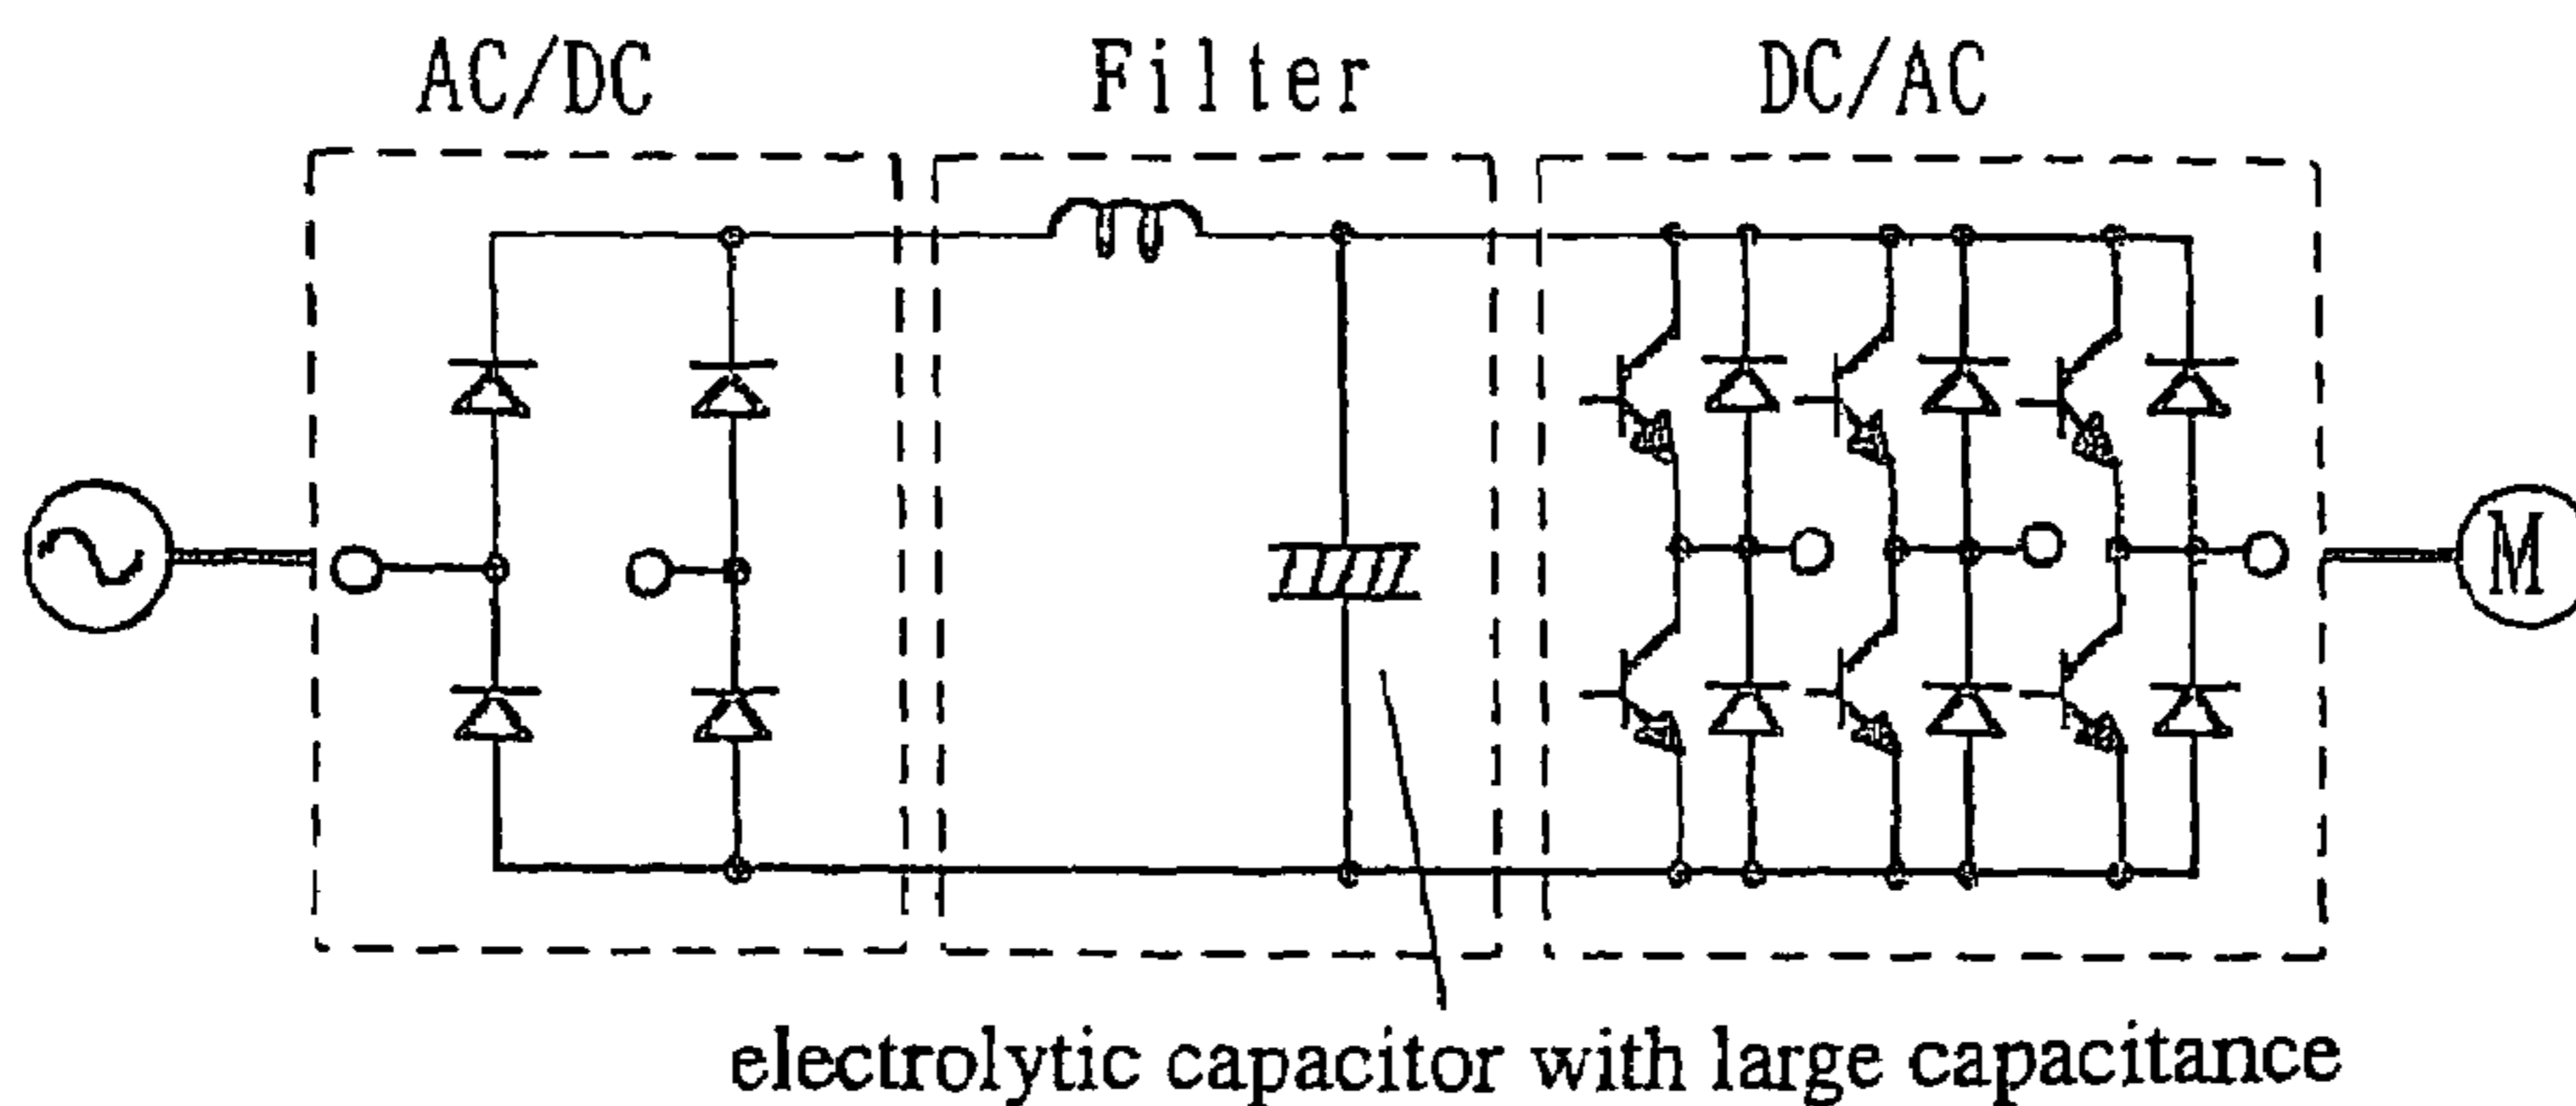 AC/DC
Filter
DC/AC
M
electrolytic capacitor with large capacitance